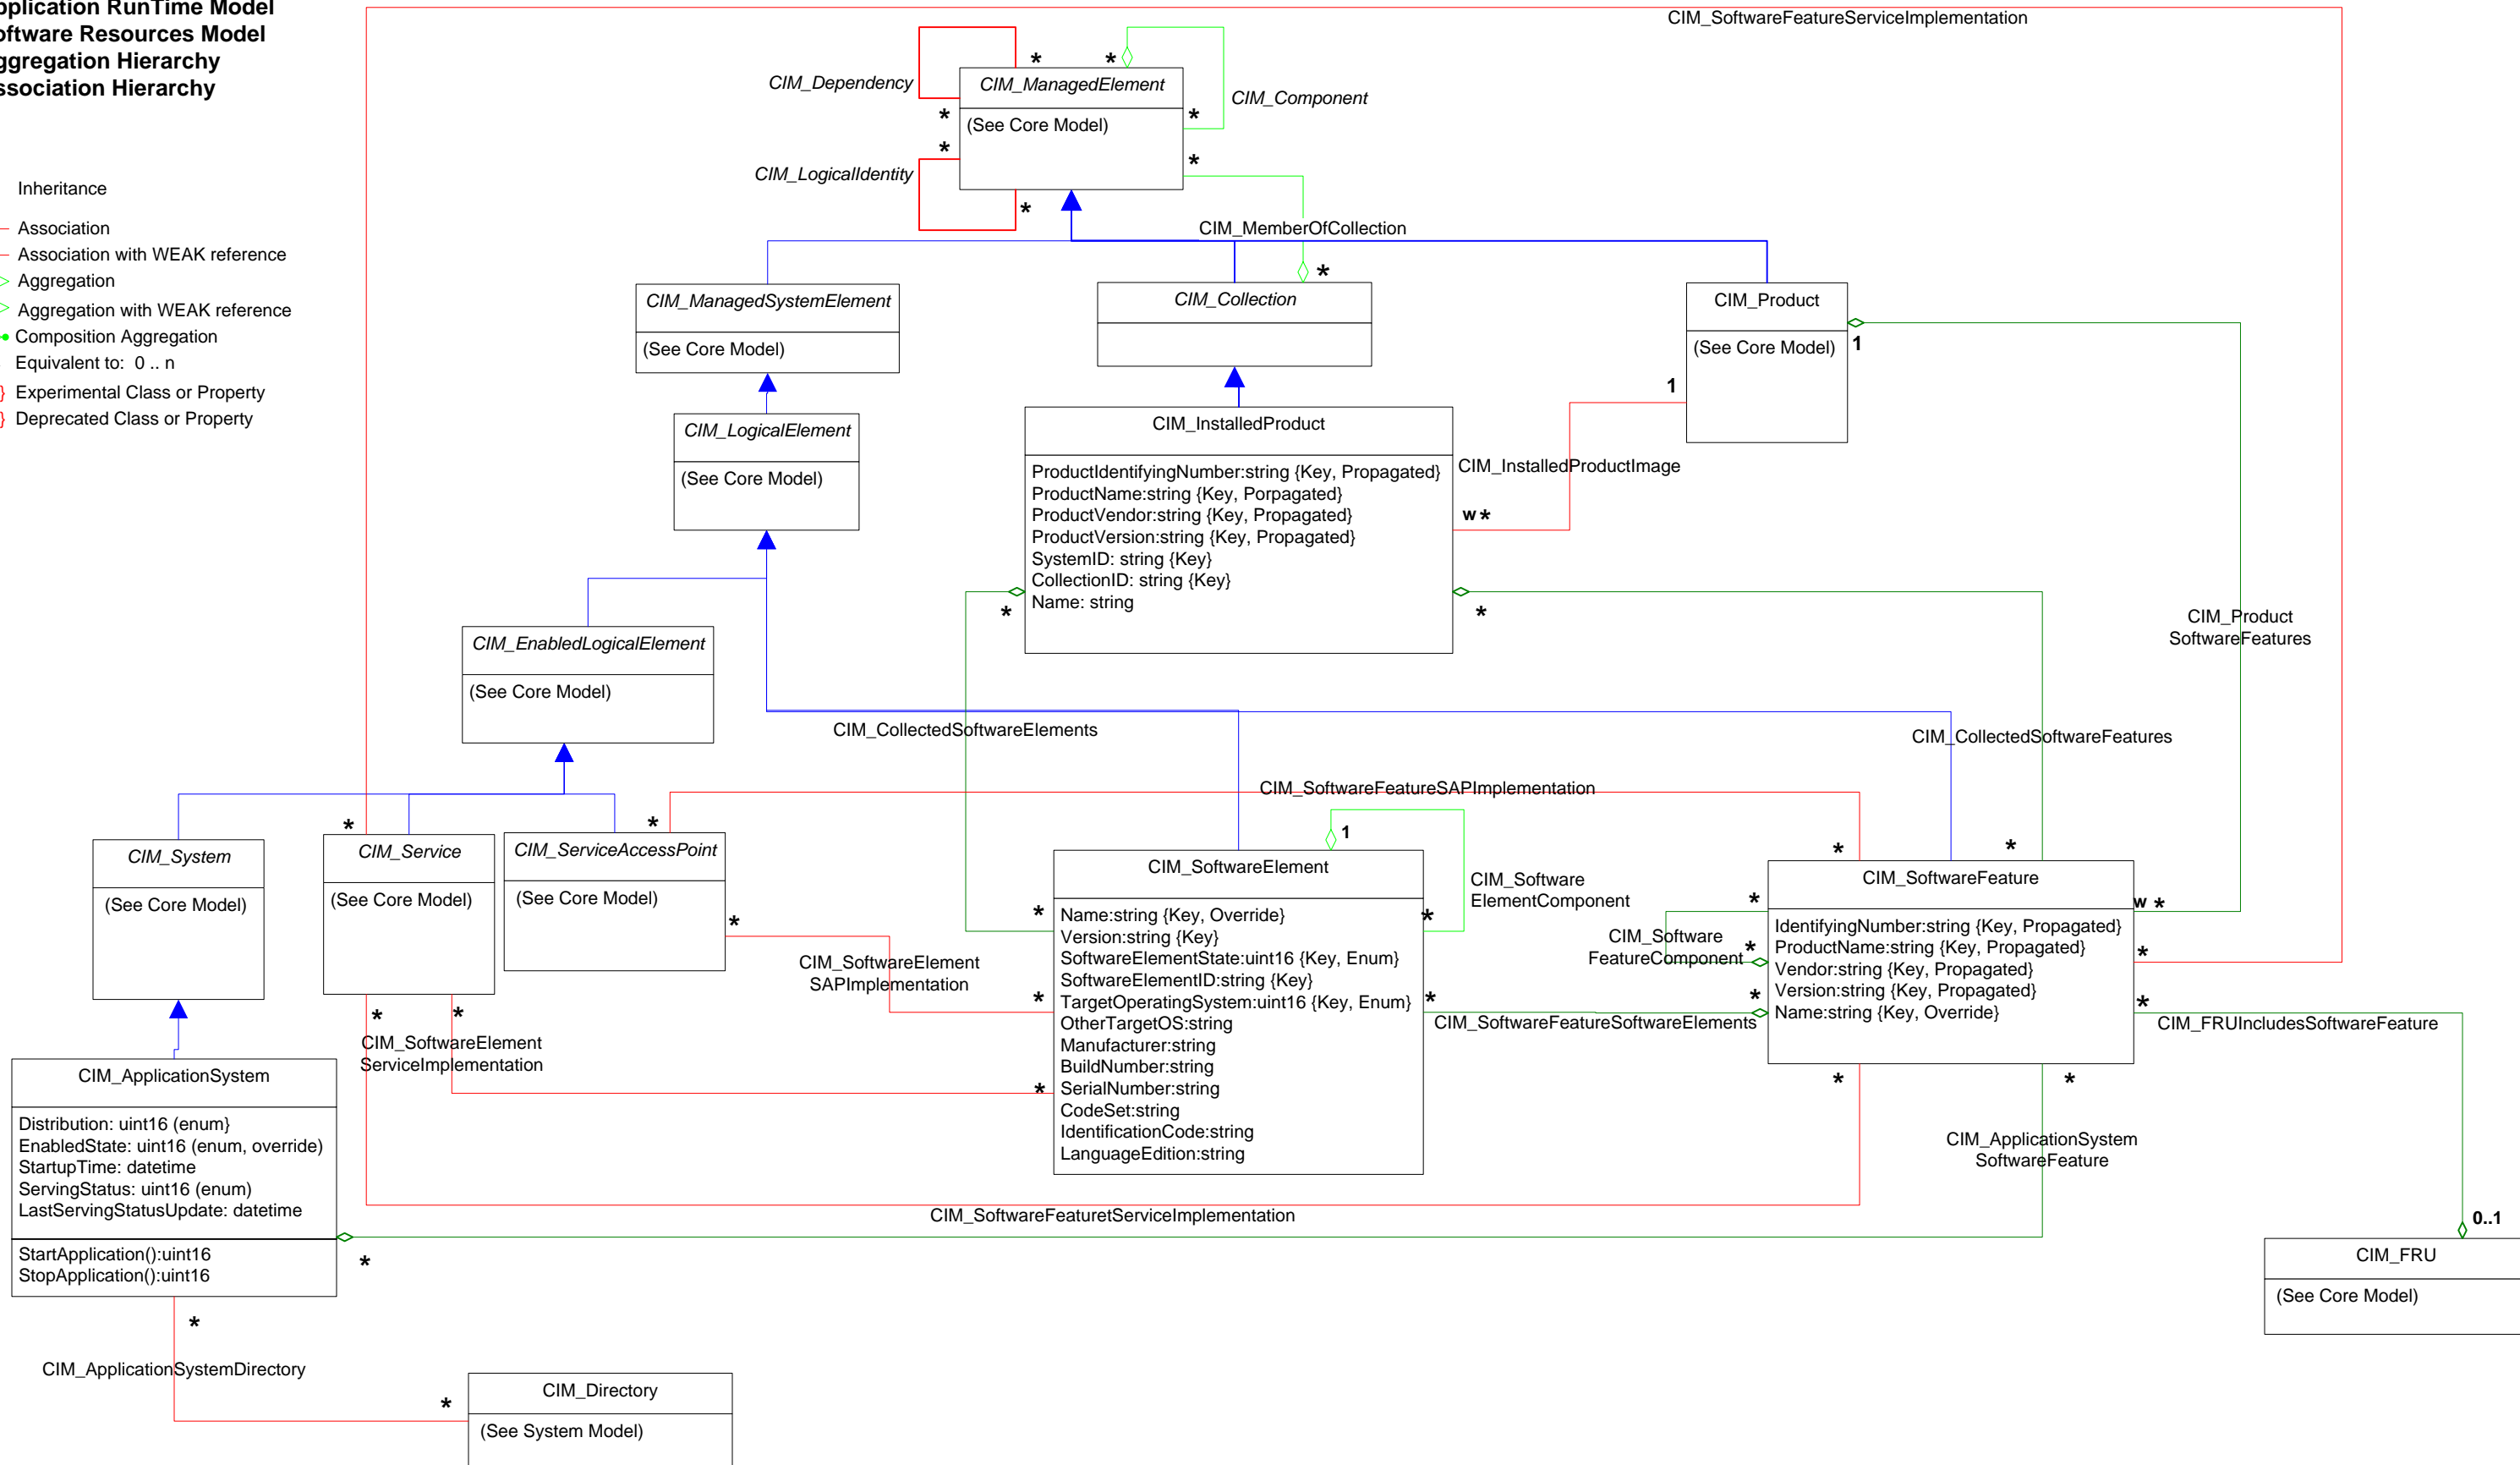 pplication RunTime Model
oftware Resources Model
ggregation Hierarchy
ssociation Hierarchy
Inheritance
Association
Association with WEAK reference
Aggregation
Aggregation with WEAK reference
Composition Aggregation
Equivalent to: 0 .. n
} Experimental Class or Property
} Deprecated Class or Property
CIM_SoftwareFeatureServiceImplementation
CIM_Dependency
*
*
CIM_ManagedElement
(See Core Model)
CIM_Component
*
*
*
*
CIM_LogicalIdentity
*
CIM_MemberOfCollection
*
CIM_ManagedSystemElement
(See Core Model)
CIM_Collection
CIM_Product
(See Core Model)
1
1
CIM_LogicalElement
(See Core Model)
CIM_InstalledProduct
ProductIdentifyingNumber:string {Key, Propagated}
ProductName:string {Key, Porpagated}
ProductVendor:string {Key, Propagated}
ProductVersion:string {Key, Propagated}
SystemID: string {Key}
CollectionID: string {Key}
Name: string
CIM_InstalledProductImage
w *
*
*
CIM_Product
SoftwareFeatures
CIM_EnabledLogicalElement
(See Core Model)
CIM_CollectedSoftwareElements
CIM_CollectedSoftwareFeatures
CIM_SoftwareFeatureSAPImplementation
*
*
CIM_System
(See Core Model)
CIM_Service
(See Core Model)
CIM_ServiceAccessPoint
(See Core Model)
*
1
CIM_SoftwareElement
Name:string {Key, Override}
Version:string {Key}
SoftwareElementState:uint16 {Key, Enum}
SoftwareElementID:string {Key}
TargetOperatingSystem:uint16 {Key, Enum}
OtherTargetOS:string
Manufacturer:string
BuildNumber:string
SerialNumber:string
CodeSet:string
IdentificationCode:string
LanguageEdition:string
*
*
*
*
*
CIM_Software
ElementComponent
*
*
CIM_SoftwareFeature
IdentifyingNumber:string {Key, Propagated}
ProductName:string {Key, Propagated}
Vendor:string {Key, Propagated}
Version:string {Key, Propagated}
Name:string {Key, Override}
*
w *
CIM_Software
FeatureComponent
*
*
*
*
CIM_SoftwareElement
SAPImplementation
CIM_SoftwareFeatureSoftwareElements
CIM_FRUIncludesSoftwareFeature
*
*
CIM_SoftwareElement
ServiceImplementation
*
*
CIM_ApplicationSystem
Distribution: uint16 (enum}
EnabledState: uint16 (enum, override)
StartupTime: datetime
ServingStatus: uint16 (enum)
LastServingStatusUpdate: datetime
StartApplication():uint16
StopApplication():uint16
CIM_ApplicationSystem
SoftwareFeature
CIM_SoftwareFeaturetServiceImplementation
*
0..1
CIM_FRU
(See Core Model)
*
CIM_ApplicationSystemDirectory
*
CIM_Directory
(See System Model)